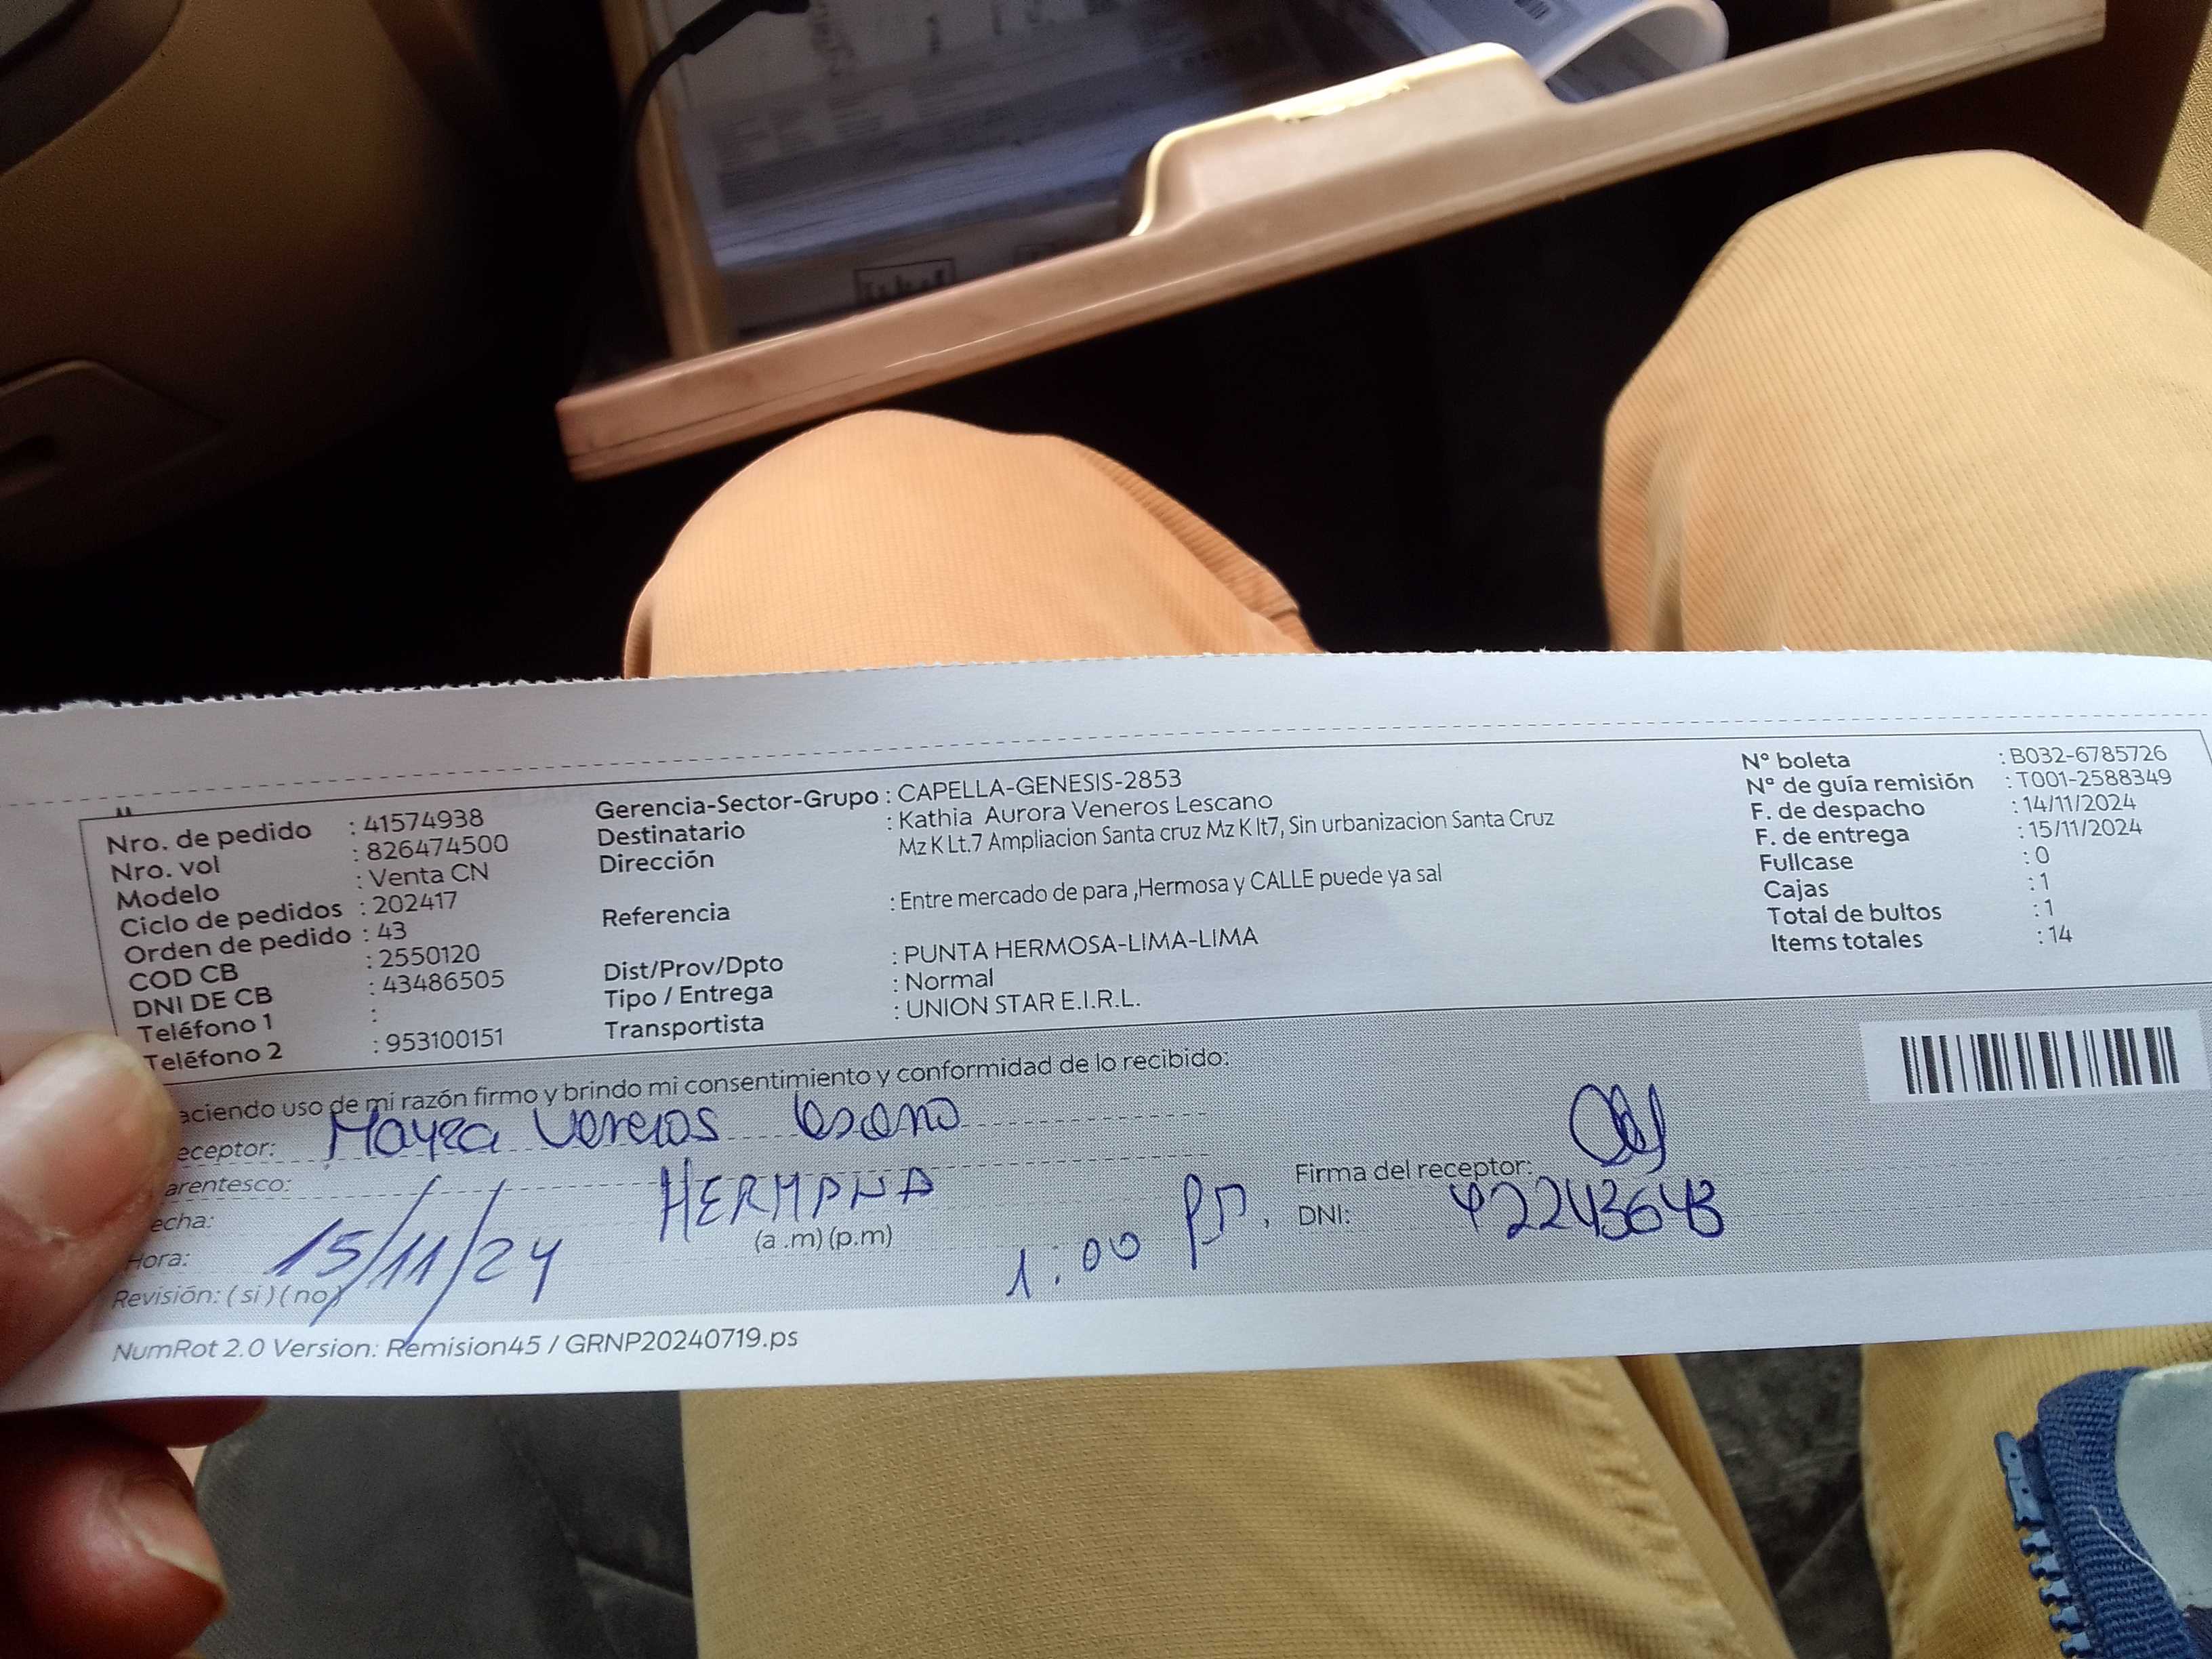 Nro. de pedido : 41574938
Nro. vol : 826474500
Modelo : Venta CN
Ciclo de pedidos : 202417
Orden de pedido : 43
COD CB : 2550120
DNI DE CB : 43486505
Teléfono 1 :
Teléfono 2 : 953100151
Gerencia-Sector-Grupo : CAPELLA-GENESIS-2853
Destinatario : Kathia Aurora Veneros Lescano
Dirección Mz K Lt.7 Ampliacion Santa cruz Mz K lt7, Sin urbanizacion Santa Cruz
Referencia : Entre mercado de para ,Hermosa y CALLE puede ya sal
Dist/Prov/Dpto : PUNTA HERMOSA-LIMA-LIMA
Tipo / Entrega : Normal
Transportista : UNION STAR E.I.R.L.
Nº boleta : B032-6785726
Nº de guía remisión : T001-2588349
F. de despacho : 14/11/2024
F. de entrega : 15/11/2024
Fullcase : 0
Cajas : 1
Total de bultos : 1
Items totales : 14
aciendo uso de mi razón firmo y brindo mi consentimiento y conformidad de lo recibido:
eceptor: Mayra Veneros Lescano
arentesco: HERMANA
echa: 15/11/24
Hora: (a .m) (p.m) 1:00 pm.
Revisión: ( si ) ( no )
Firma del receptor:
DNI: 42243643
NumRot 2.0 Version: Remision45 / GRNP20240719.ps